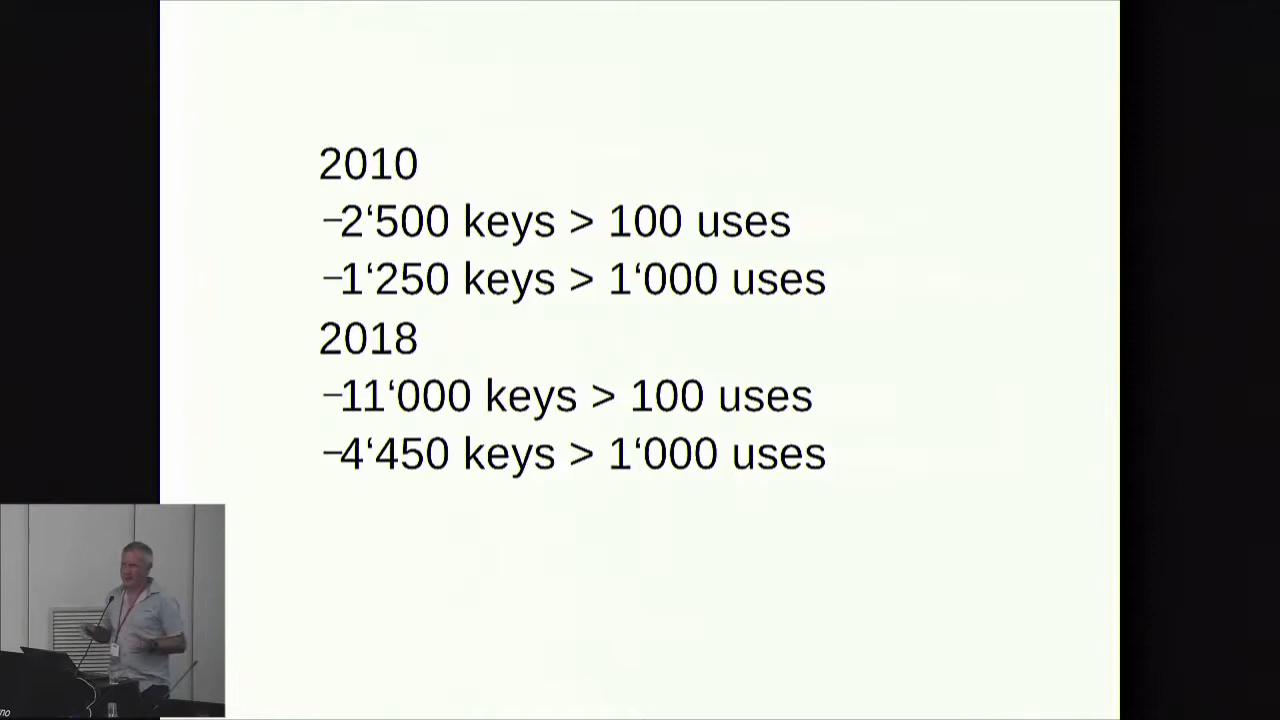 2010
–2‘500 keys > 100 uses
–1‘250 keys > 1‘000 uses
2018
–11‘000 keys > 100 uses
–4‘450 keys > 1‘000 uses